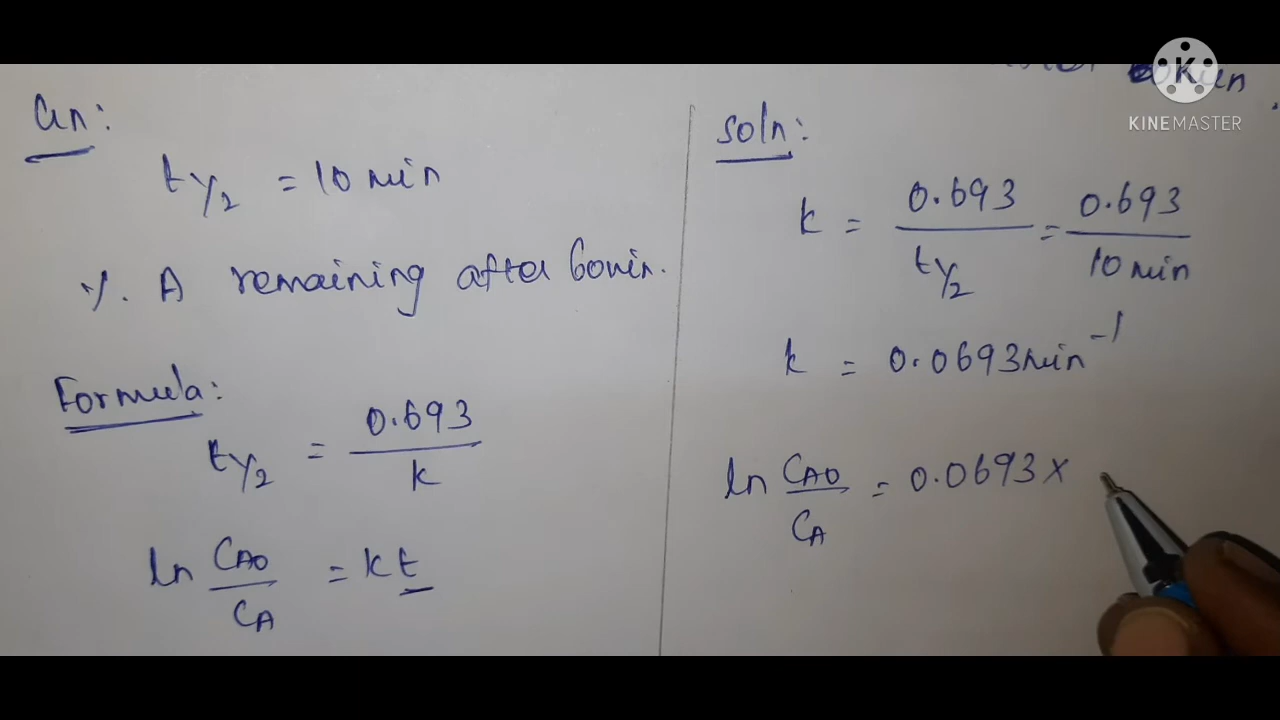 Gn:
t1/2 = 10 min
% A remaining after 60min.
Formula:
t1/2 = 0.693 / k
ln CA0 / CA = kt
KINEMASTER
Soln:
k = 0.693 / t1/2 = 0.693 / 10 min
k = 0.0693 min-1
ln CA0 / CA = 0.0693 ×